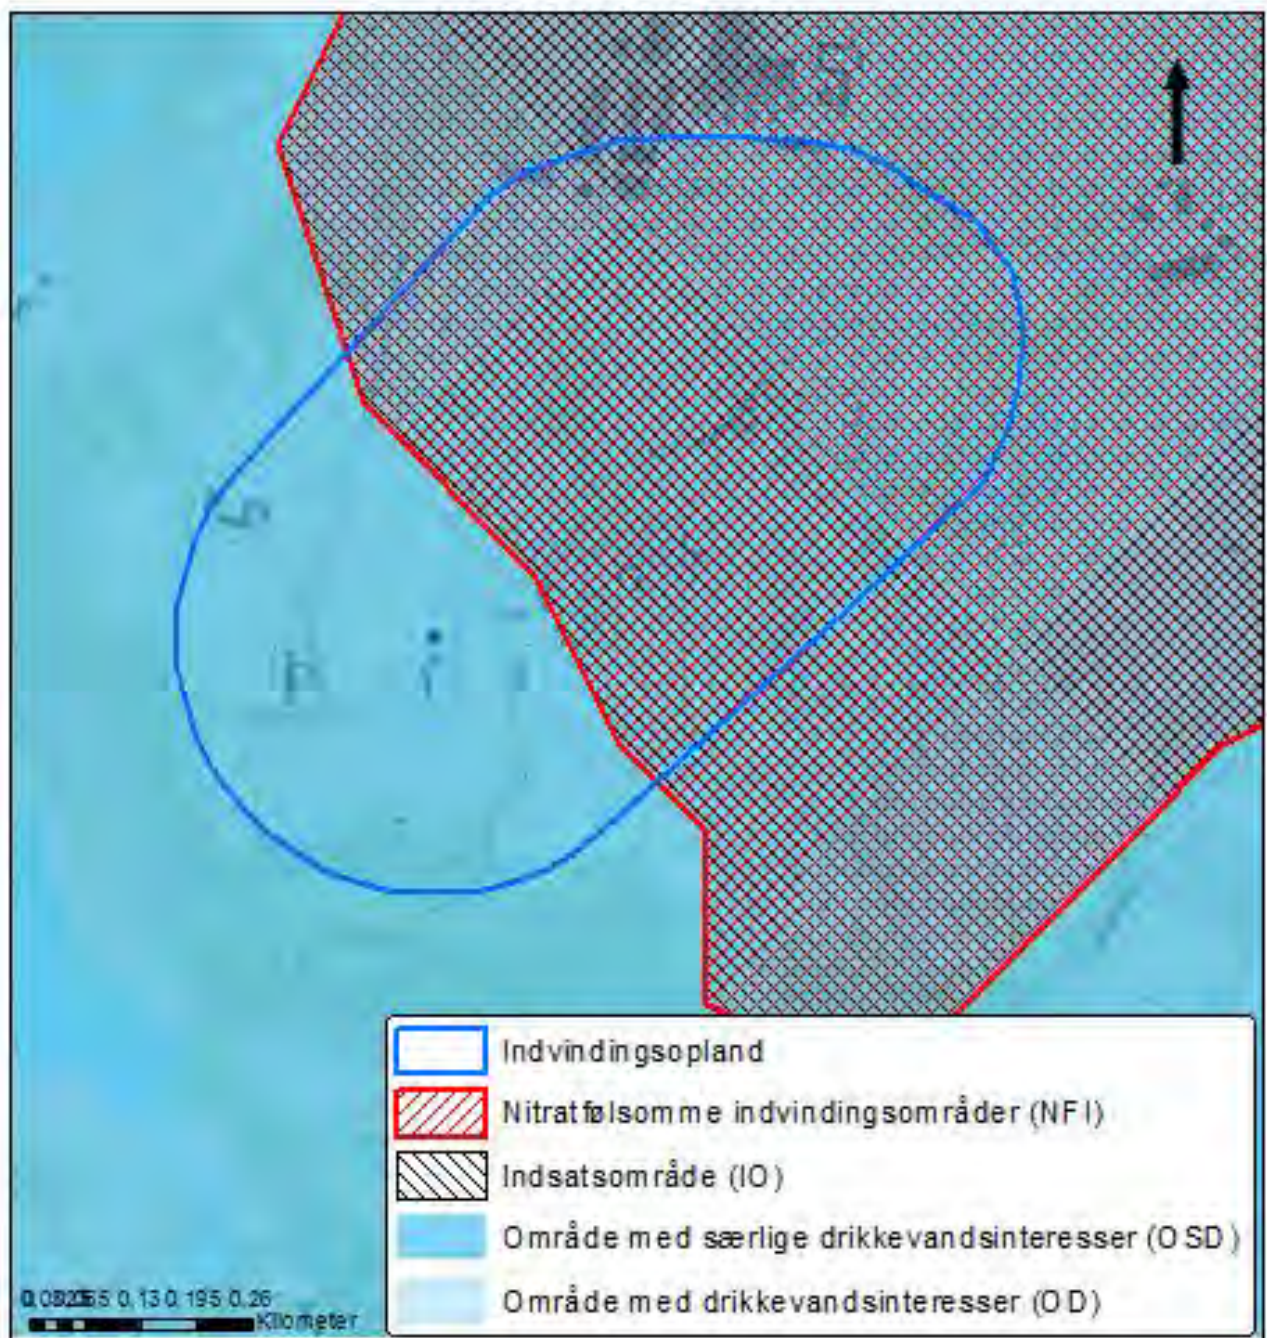 Indvindingsopland
Nitratfølsomme indvindingsområder (NFI)
Indsatsområde (IO)
Område med særlige drikkevandsinteresser (OSD)
Område med drikkevandsinteresser (OD)
0.13 0.195 0.26
Kilometer